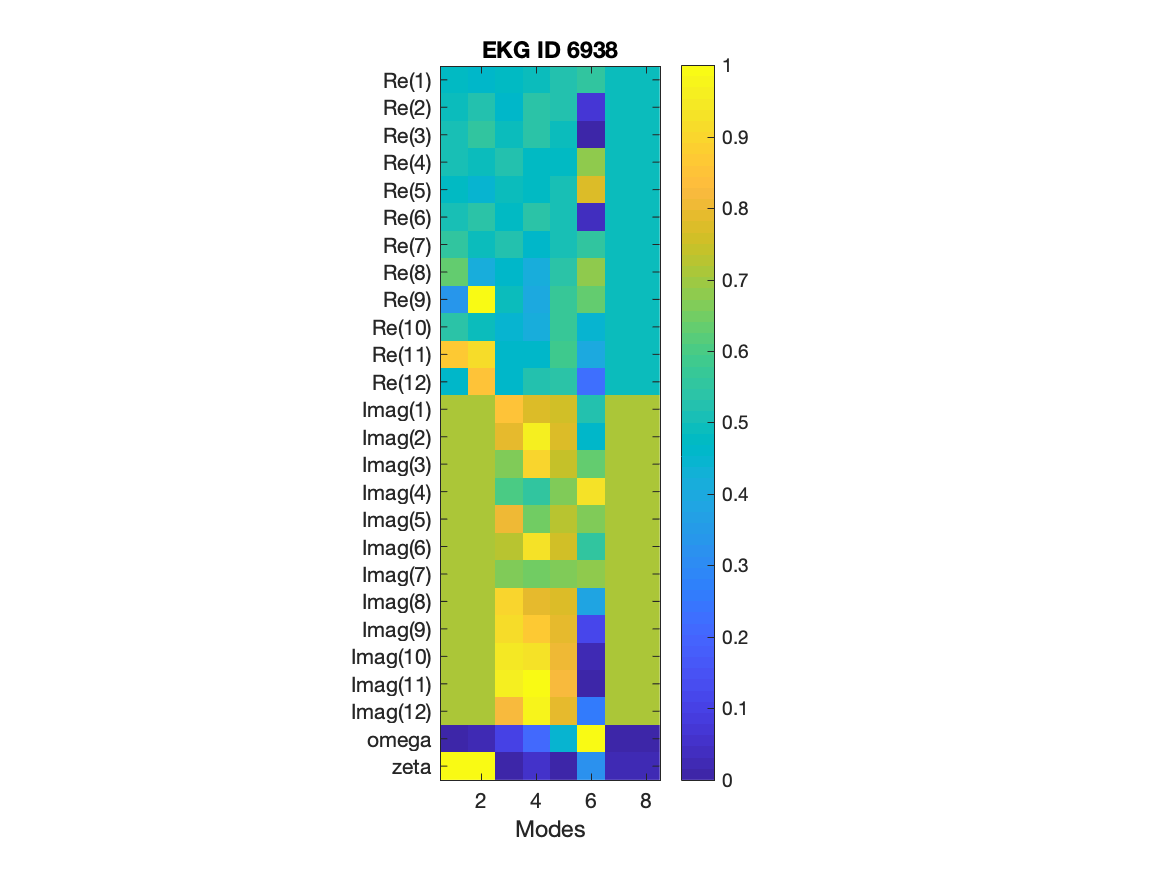 EKG ID 6938
Re(1)
Re(2)
Re(3)
Re(4)
Re(5)
Re(6)
Re(7)
Re(8)
Re(9)
Re(10)
Re(11)
Re(12)
Imag(1)
Imag(2)
Imag(3)
Imag(4)
Imag(5)
Imag(6)
Imag(7)
Imag(8)
Imag(9)
Imag(10)
Imag(11)
Imag(12)
omega
zeta
2 4 6 8
Modes
1
0.9
0.8
0.7
0.6
0.5
0.4
0.3
0.2
0.1
0